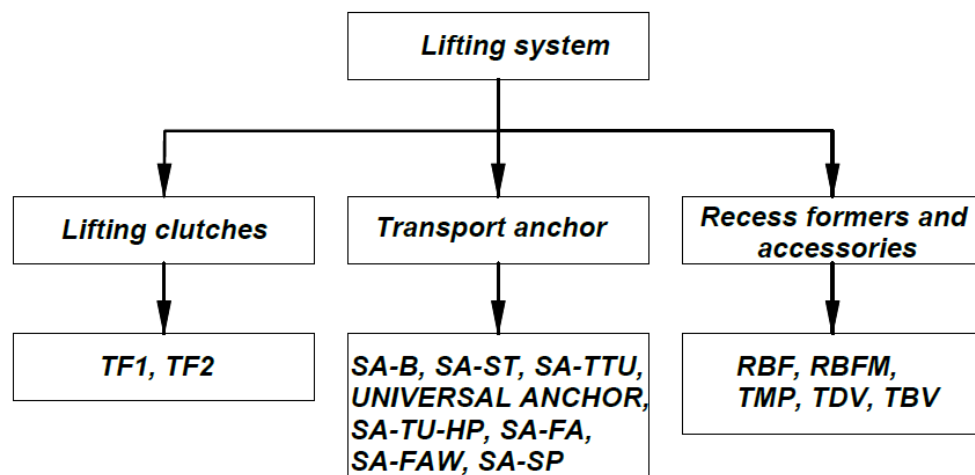 Lifting system
Lifting clutches
Transport anchor
Recess formers and
accessories
TF1, TF2
SA-B, SA-ST, SA-TTU,
UNIVERSAL ANCHOR,
SA-TU-HP, SA-FA,
SA-FAW, SA-SP
RBF, RBFM,
TMP, TDV, TBV